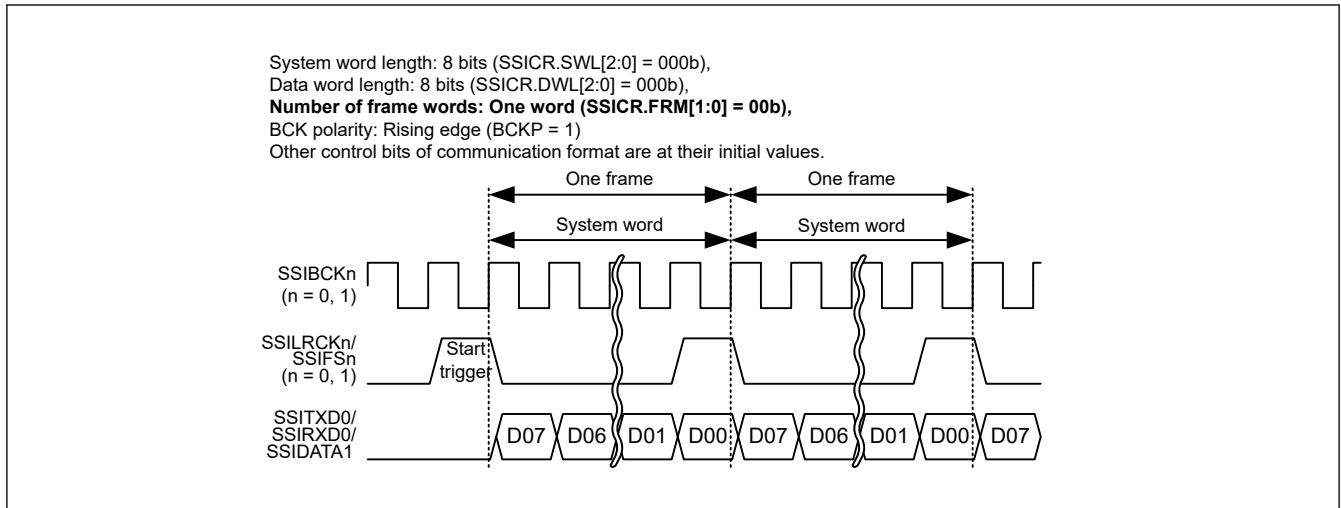 System word length: 8 bits (SSICR.SWL[2:0] = 000b),
Data word length: 8 bits (SSICR.DWL[2:0] = 000b),
Number of frame words: One word (SSICR.FRM[1:0] = 00b),
BCK polarity: Rising edge (BCKP = 1)
Other control bits of communication format are at their initial values.
One frame One frame
System word System word
SSIBCKn
(n = 0, 1)
SSILRCKn/
SSIFSn
(n = 0, 1)
Start
trigger
SSITXD0/
SSIRXD0/
SSIDATA1
D07 D06 D01 D00 D07 D06 D01 D00 D07